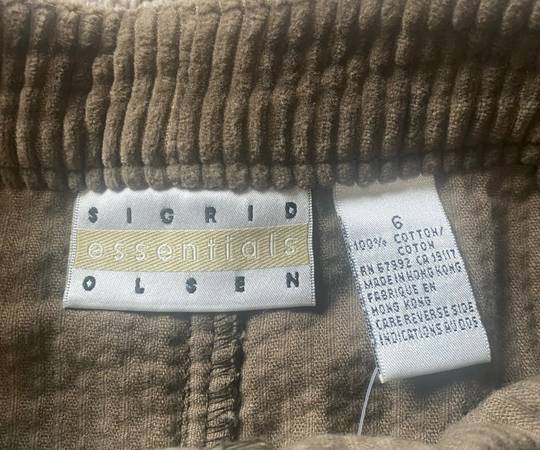 SIGRID
essentials
OLSEN
6
100% COTTON/
COTON
RN 67992 CA 19117
MADE IN HONG KONG
FABRIQUE EN
HONG KONG
CARE REVERSE SIDE
INDICATIONS AU DOS